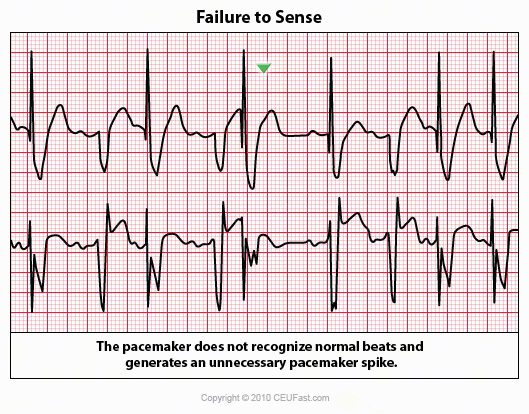 Failure to Sense
The pacemaker does not recognize normal beats and
generates an unnecessary pacemaker spike.
Copyright © 2010 CEUFast.com